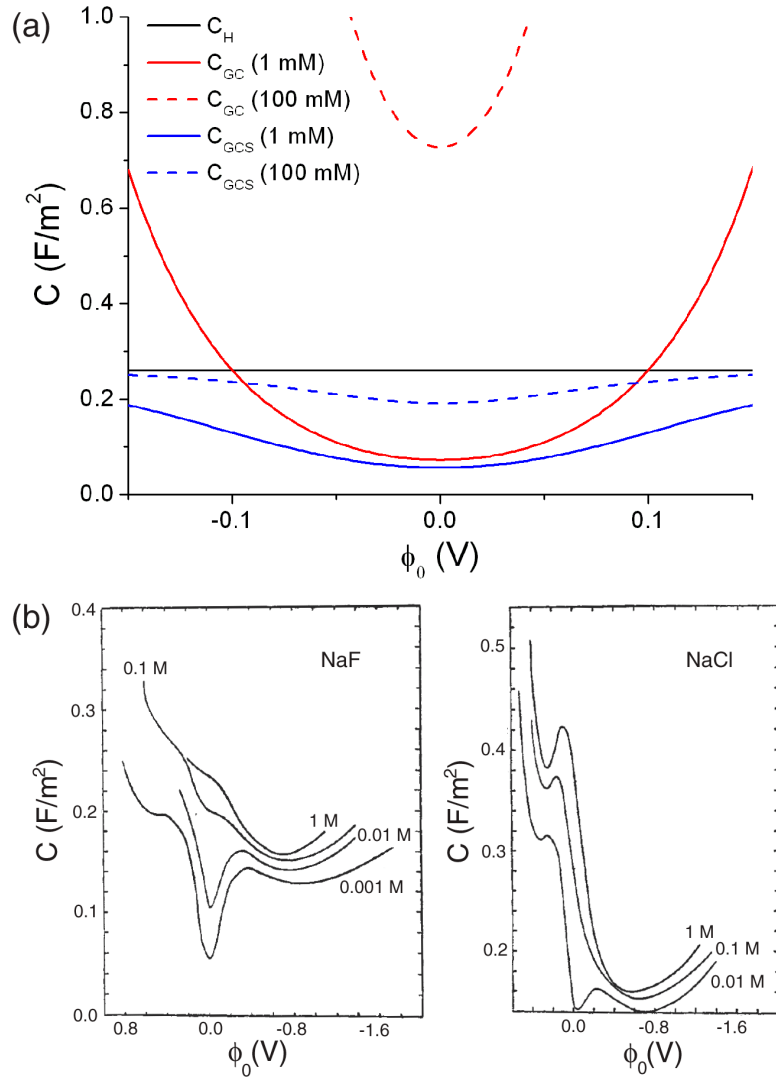 (a)
C_H
C_GC (1 mM)
C_GC (100 mM)
C_GCS (1 mM)
C_GCS (100 mM)
1.0
0.8
0.6
0.4
0.2
0.0
C (F/m²)
-0.1
0.0
0.1
ϕ₀ (V)
(b)
NaF
0.1 M
1 M
0.01 M
0.001 M
0.4
0.3
0.2
0.1
0.0
C (F/m²)
0.8
0.0
-0.8
-1.6
ϕ₀(V)
NaCl
1 M
0.1 M
0.01 M
0.5
0.4
0.3
0.2
C (F/m²)
0.0
-0.8
-1.6
ϕ₀(V)